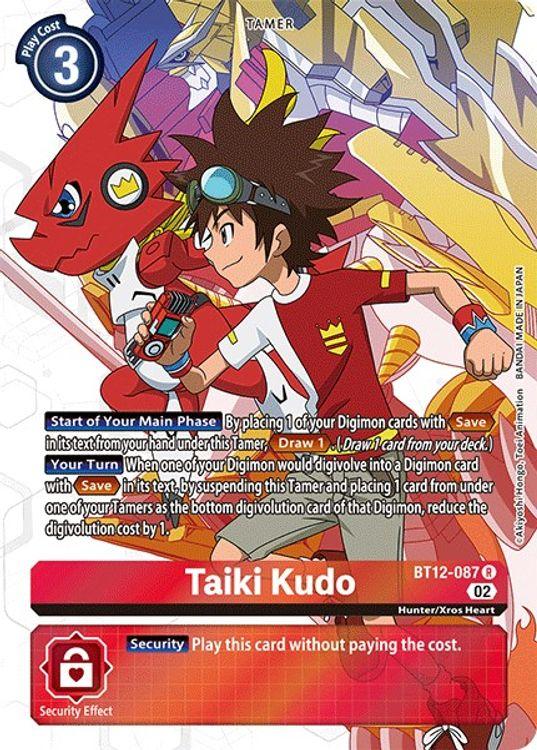 TAMER
Play Cost
3
Start of Your Main Phase By placing 1 of your Digimon cards with Save
in its text from your hand under this Tamer, Draw 1. (Draw 1 card from your deck.)
Your Turn When one of your Digimon would digivolve into a Digimon card
with Save in its text, by suspending this Tamer and placing 1 card from under
one of your Tamers as the bottom digivolution card of that Digimon, reduce the
digivolution cost by 1.
©Akiyoshi Hongo, Toei Animation BANDAI MADE IN JAPAN
Taiki Kudo
BT12-087 R
02
Hunter/Xros Heart
Security Play this card without paying the cost.
Security Effect